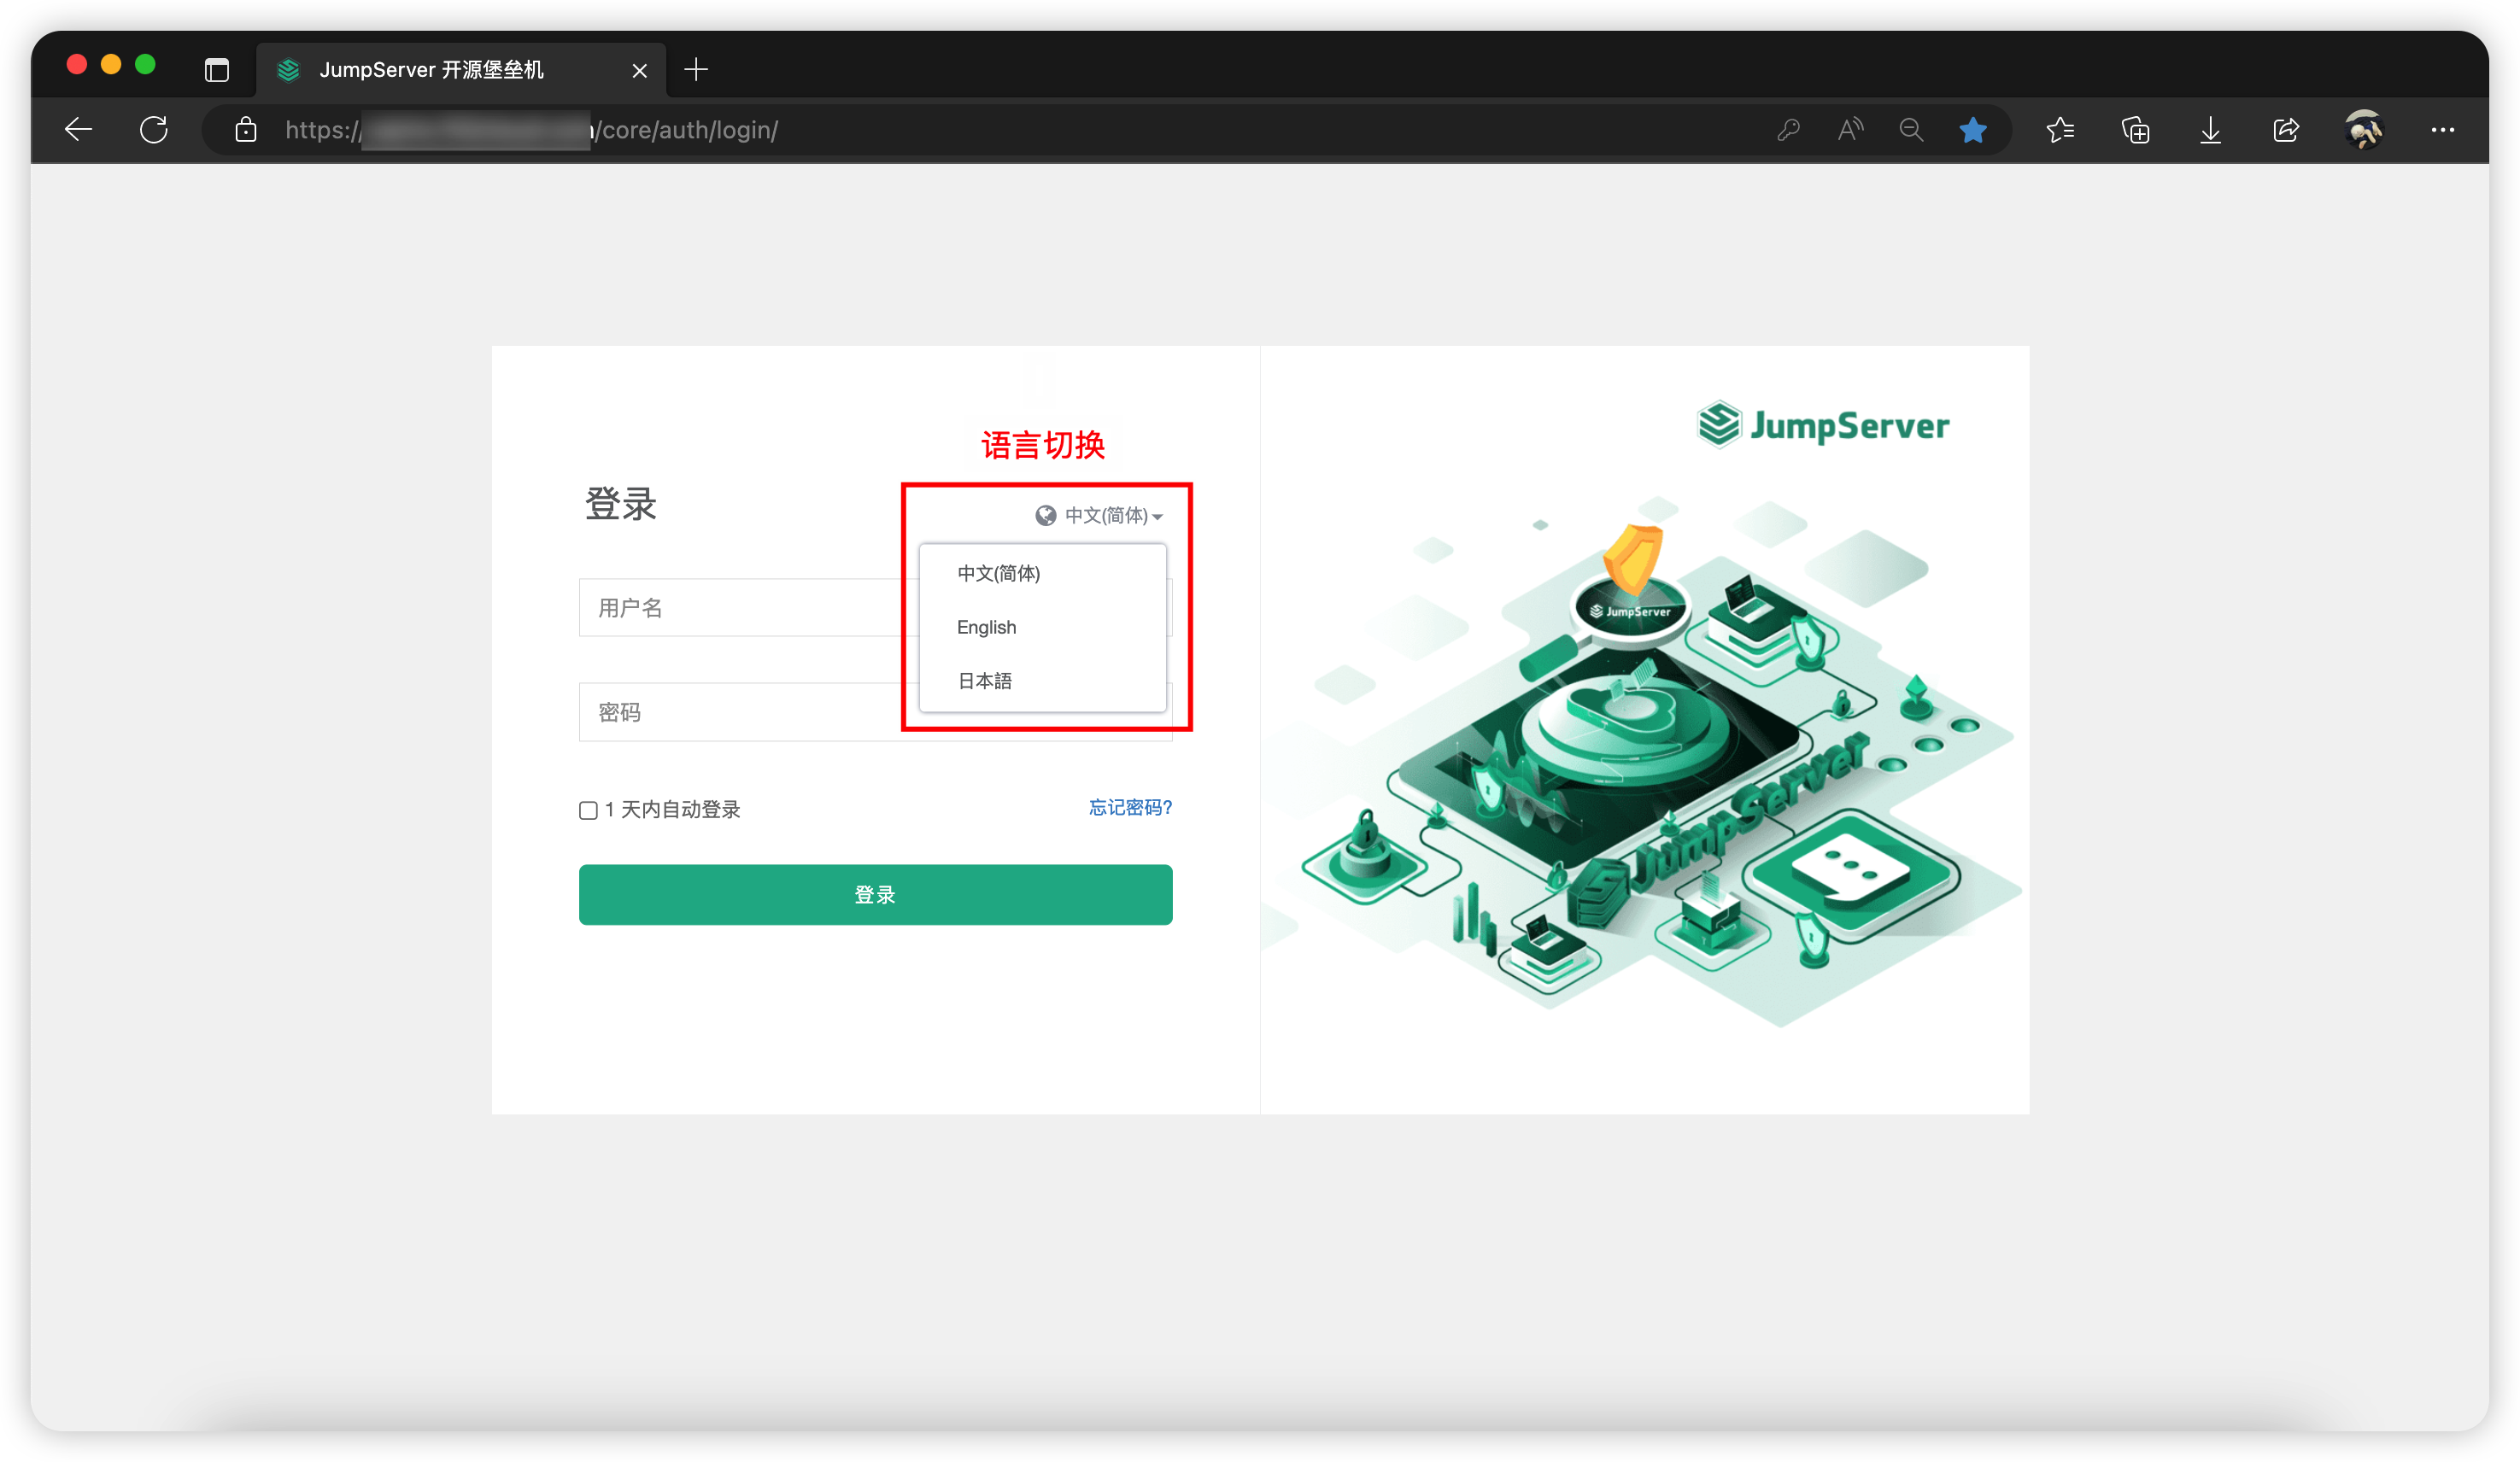 JumpServer 开源堡垒机
https://
/core/auth/login/
语言切换
登录
中文(简体)
中文(简体)
English
日本語
用户名
密码
1 天内自动登录
忘记密码?
登录
JumpServer
JumpServer
JumpServer